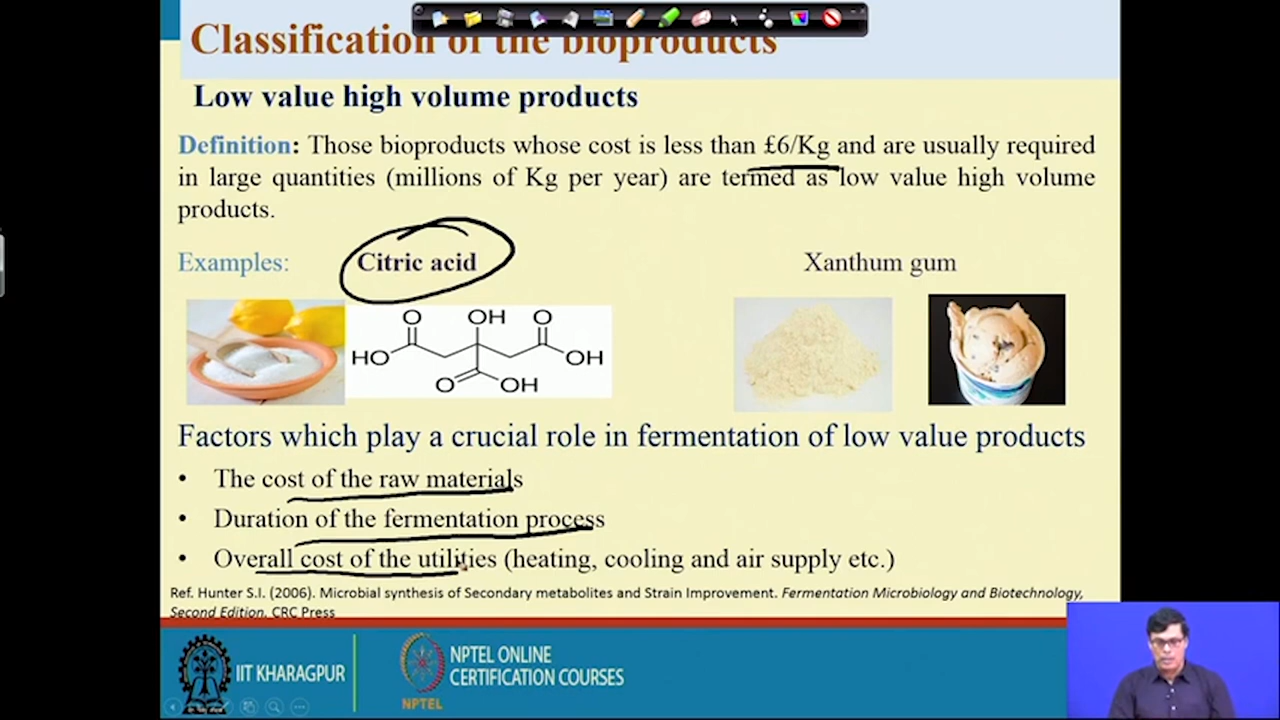 Classification of the bioproducts
Low value high volume products
Definition: Those bioproducts whose cost is less than £6/Kg and are usually required
in large quantities (millions of Kg per year) are termed as low value high volume
products.
Examples: Citric acid Xanthum gum
O OH O
HO OH
O OH
Factors which play a crucial role in fermentation of low value products
• The cost of the raw materials
• Duration of the fermentation process
• Overall cost of the utilities (heating, cooling and air supply etc.)
Ref. Hunter S.I. (2006). Microbial synthesis of Secondary metabolites and Strain Improvement. Fermentation Microbiology and Biotechnology,
Second Edition. CRC Press
IIT KHARAGPUR
NPTEL ONLINE
CERTIFICATION COURSES
NPTEL